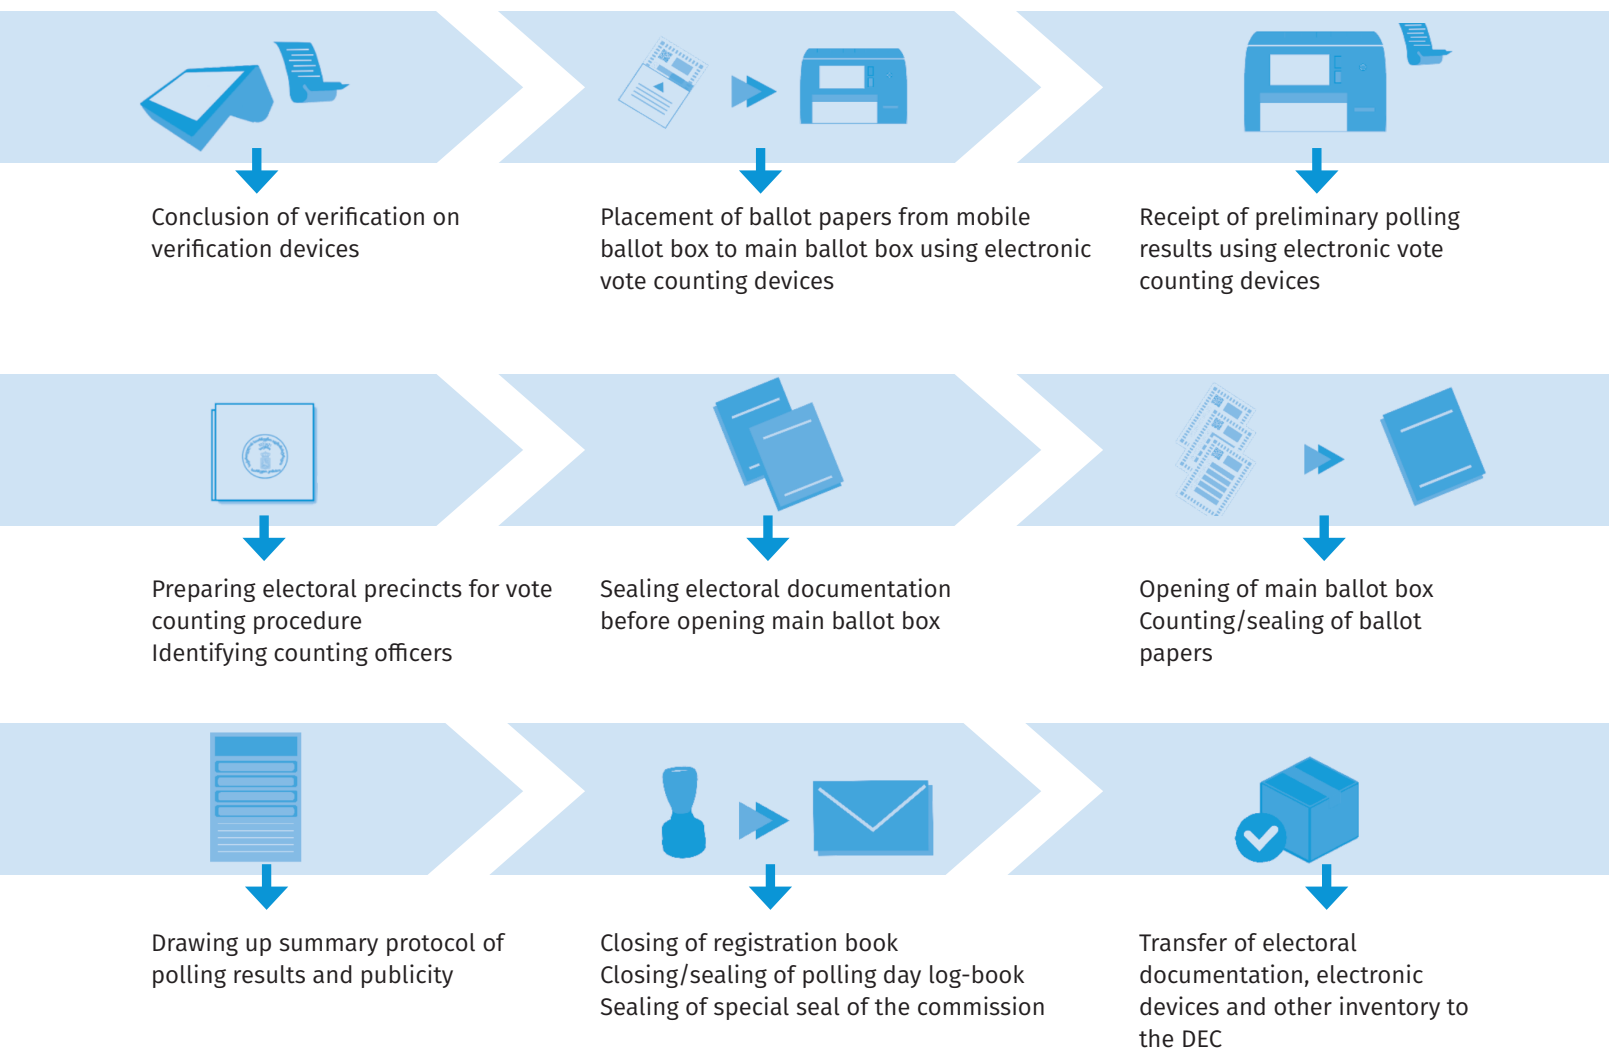 Conclusion of verification on
verification devices
Placement of ballot papers from mobile
ballot box to main ballot box using electronic
vote counting devices
Receipt of preliminary polling
results using electronic vote
counting devices
Preparing electoral precincts for vote
counting procedure
Identifying counting officers
Sealing electoral documentation
before opening main ballot box
Opening of main ballot box
Counting/sealing of ballot
papers
Drawing up summary protocol of
polling results and publicity
Closing of registration book
Closing/sealing of polling day log-book
Sealing of special seal of the commission
Transfer of electoral
documentation, electronic
devices and other inventory to
the DEC